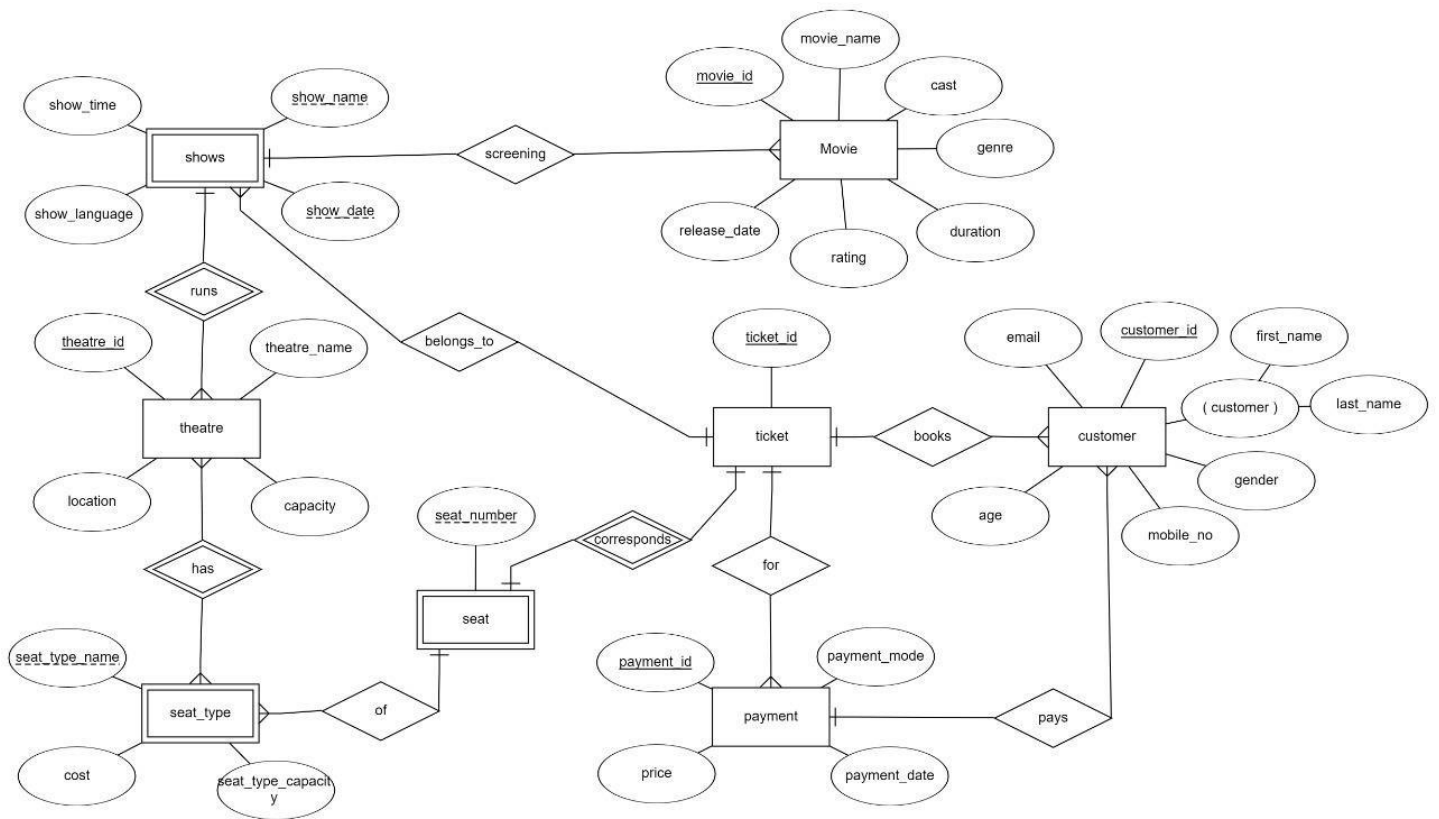 movie_name
movie_id
cast
show_time
show_name
shows
screening
Movie
genre
show_language
show_date
release_date
duration
rating
runs
theatre_id
theatre_name
belongs_to
ticket_id
email
customer_id
first_name
( customer )
last_name
theatre
ticket
books
customer
location
capacity
seat_number
age
gender
mobile_no
corresponds
has
for
seat
seat_type_name
payment_id
payment_mode
seat_type
of
payment
pays
cost
seat_type_capacit
y
price
payment_date